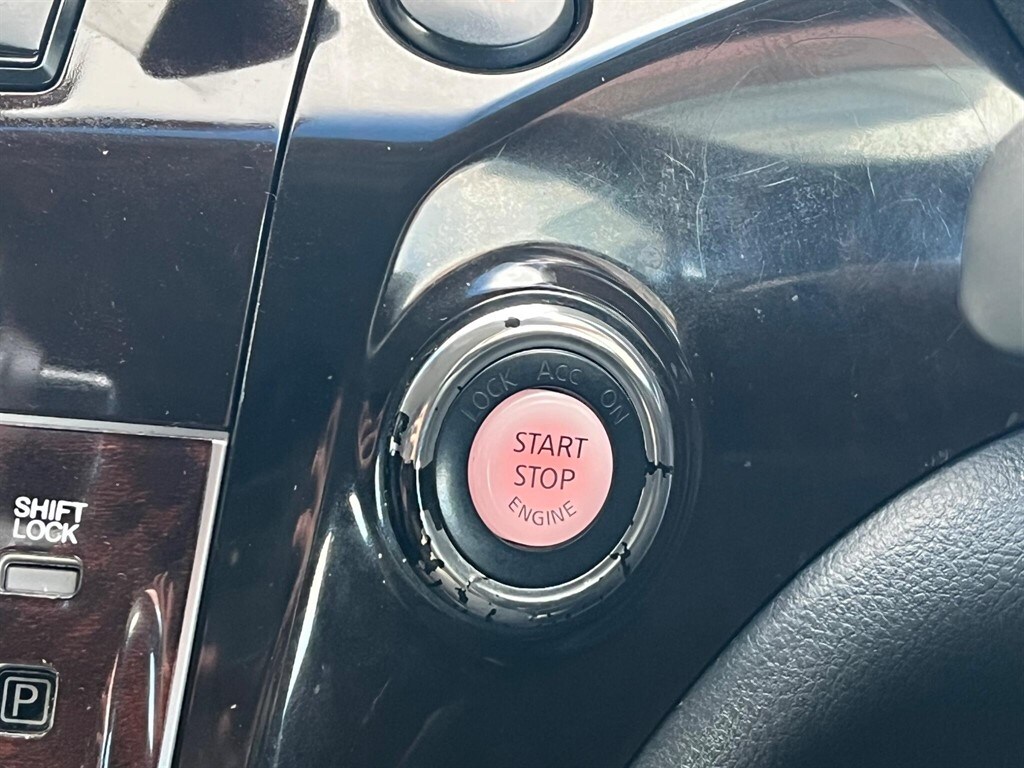 LOCK ACC ON
START
STOP
ENGINE
SHIFT
LOCK
P